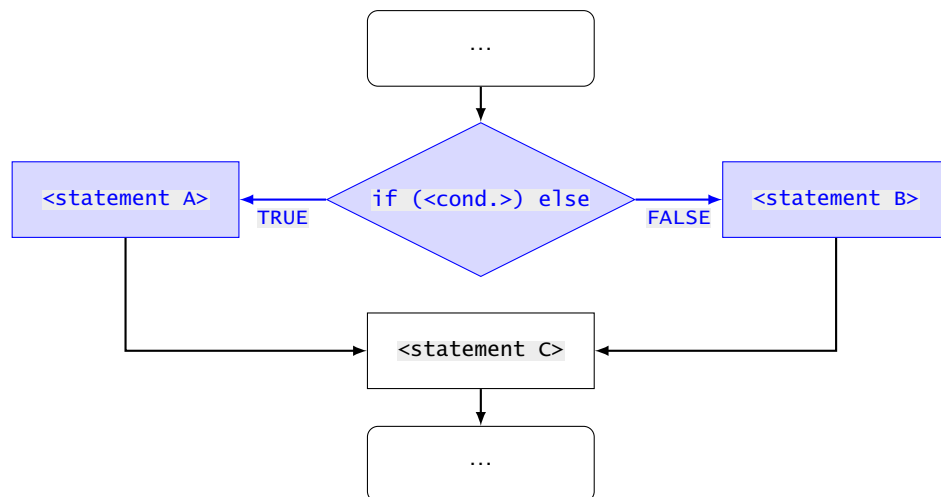 ...
if (<cond.>) else
<statement A>
<statement B>
TRUE
FALSE
<statement C>
...